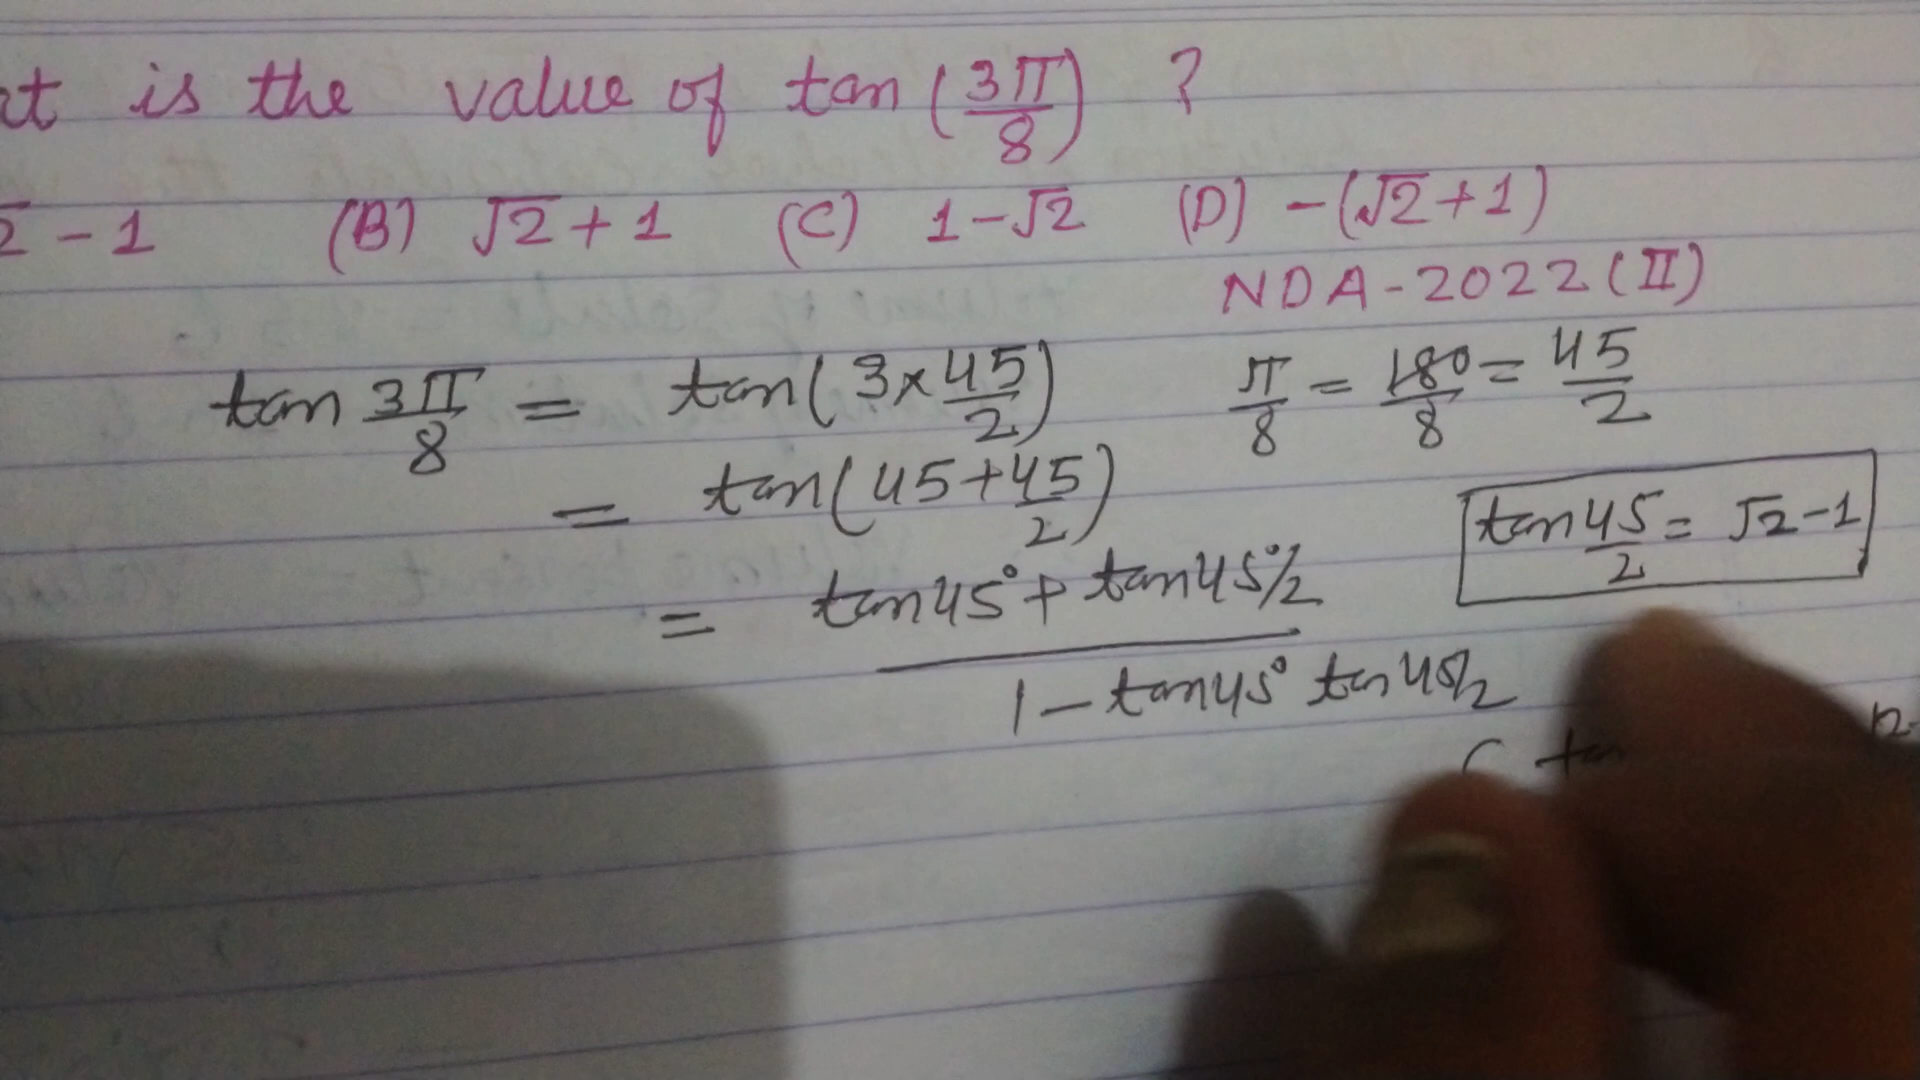 is the value of tan (3π/8) ?
- 1 (B) √2 + 1 (C) 1 - √2 (D) - (√2 + 1)
NDA - 2022 (II)
tan 3π/8 = tan(3 × 45/2) π/8 = 180/8 = 45/2
= tan(45 + 45/2)
tan 45/2 = √2 - 1
= tan45° + tan45°/2
1 - tan45° tan45/2